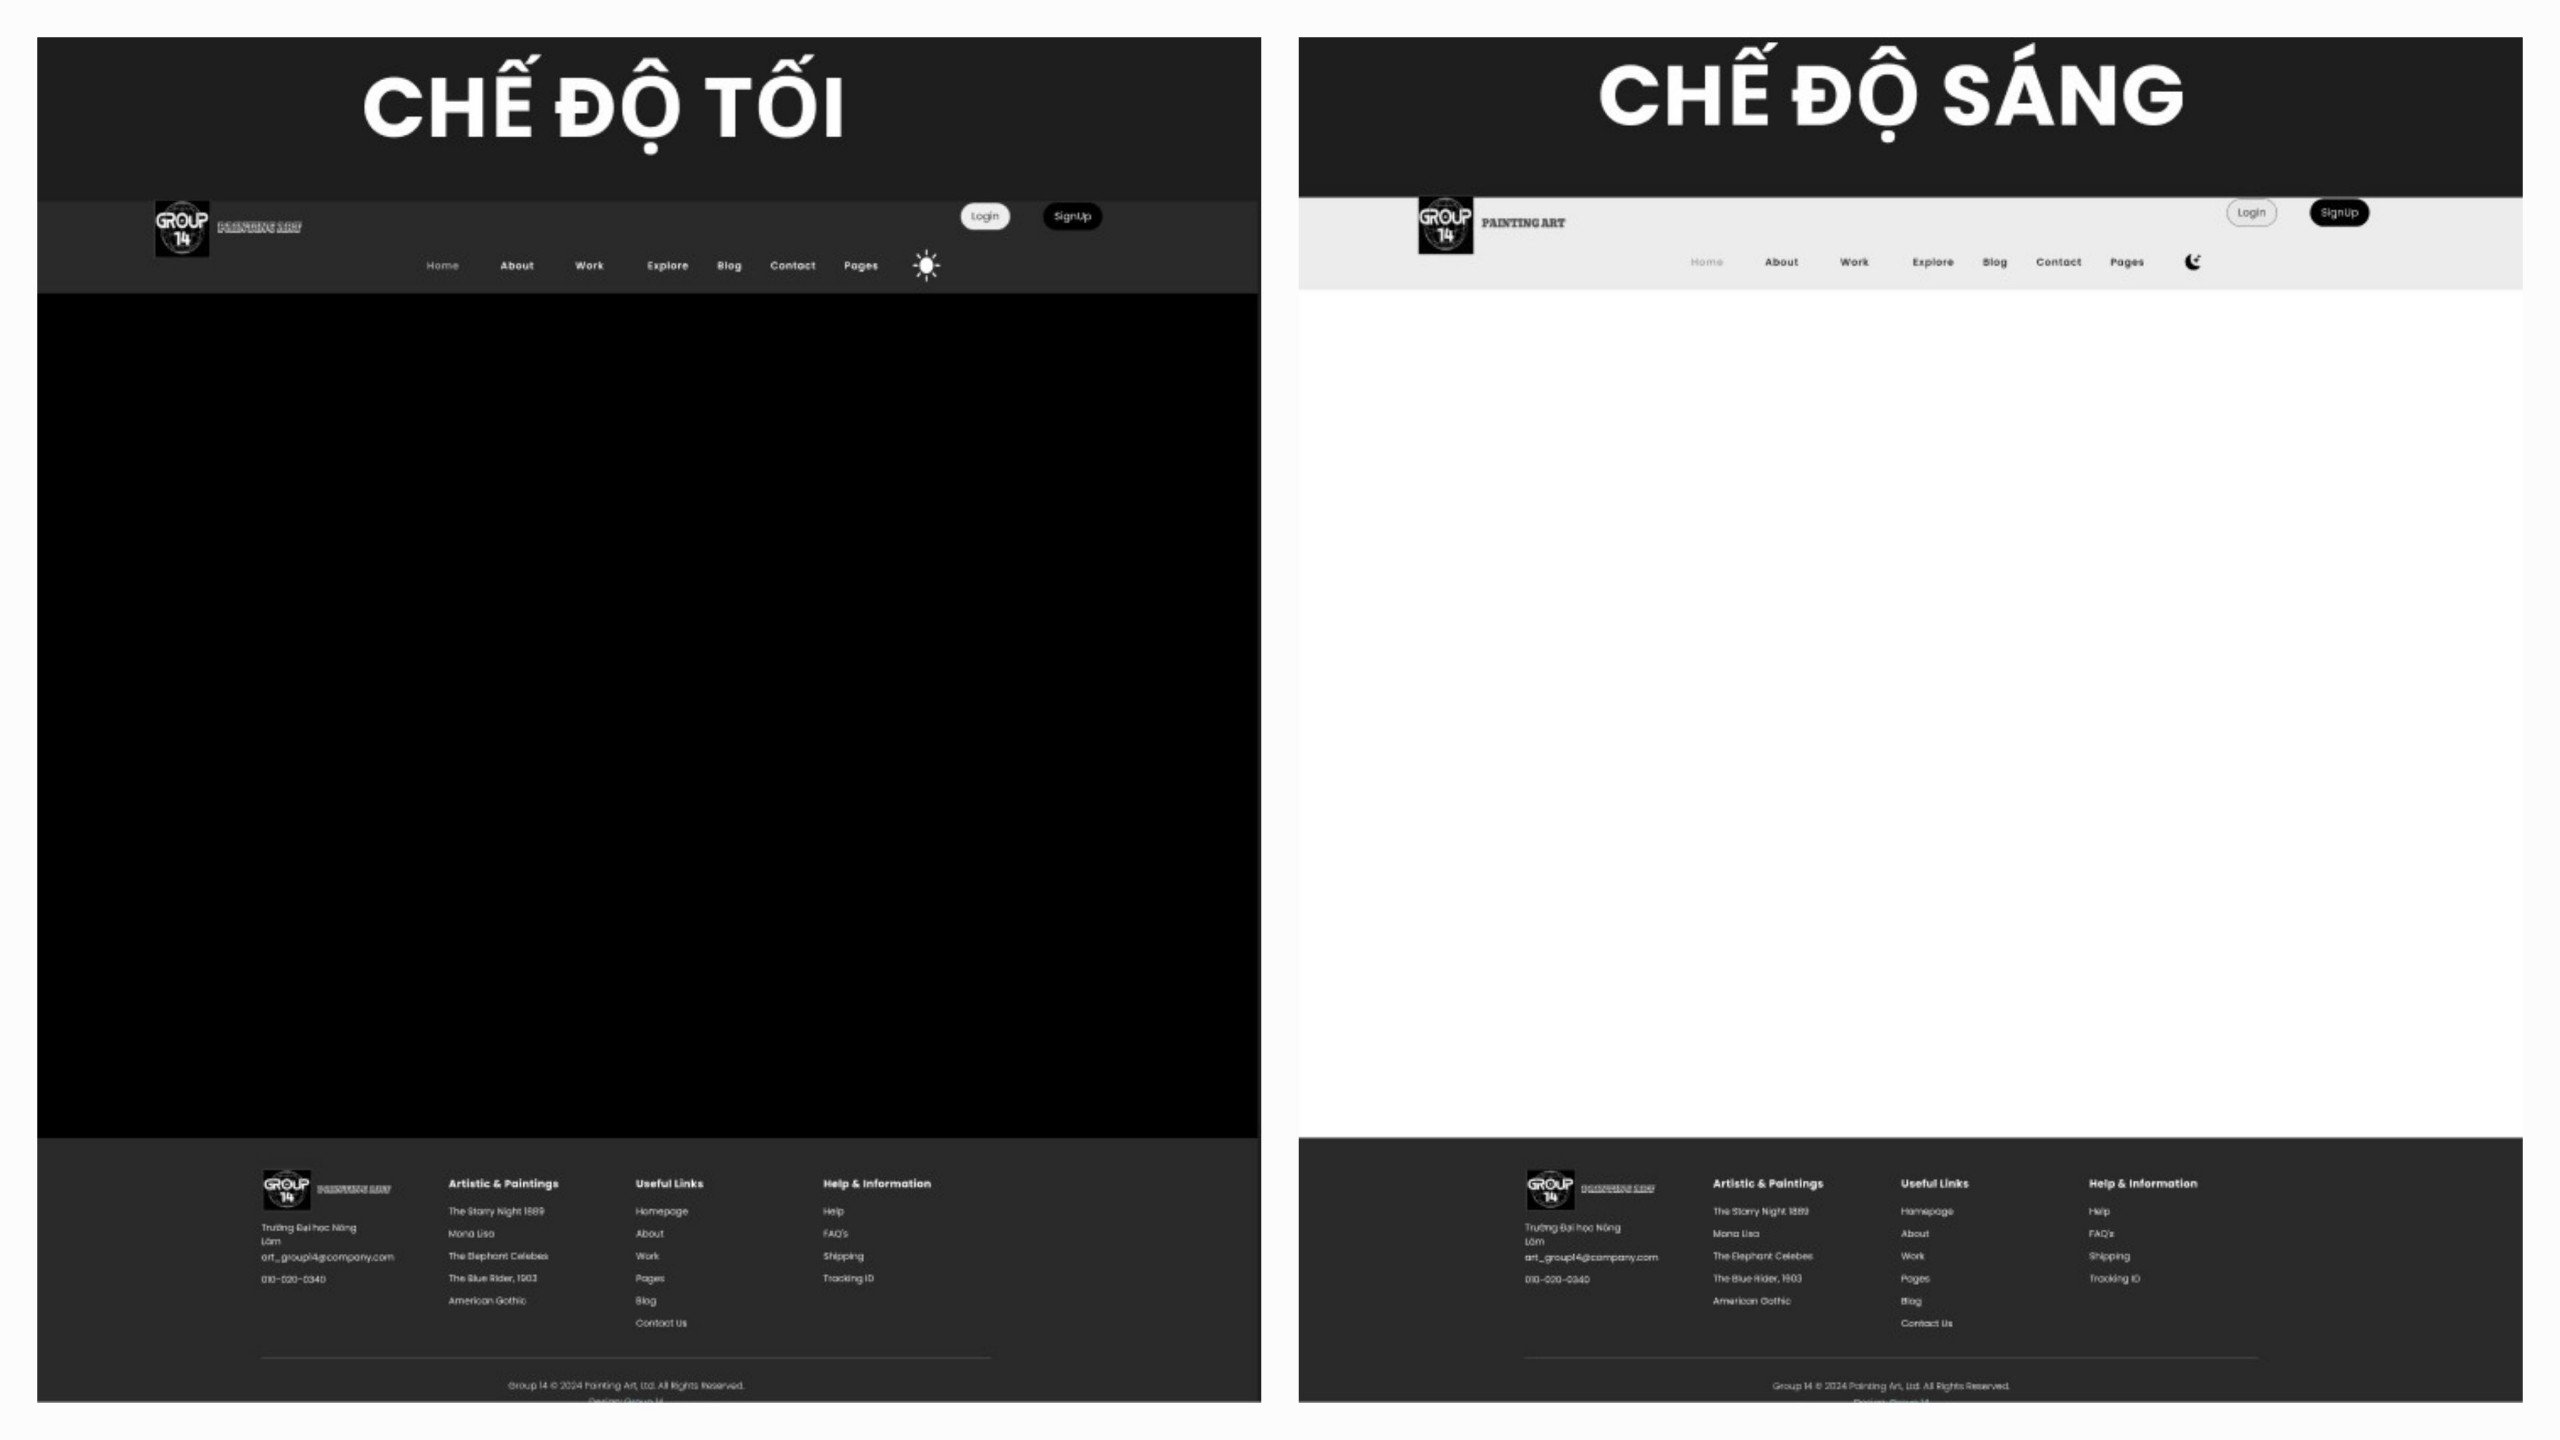 CHẾ ĐỘ TỐI
GROUP
14
PAINTING ART
Login
SignUp
Home
About
Work
Explore
Blog
Contact
Pages
GROUP
14
PAINTING ART
Trường Đại học Nông
Lâm
art_group14@company.com
010-020-0340
Artistic & Paintings
The Starry Night 1889
Mona Lisa
The Elephant Celebes
The Blue Rider, 1903
American Gothic
Useful Links
Homepage
About
Work
Pages
Blog
Contact Us
Help & Information
Help
FAQ's
Shipping
Tracking ID
Group 14 © 2024 Painting Art, Ltd. All Rights Reserved.
Design: Group 14
CHẾ ĐỘ SÁNG
GROUP
14
PAINTING ART
Login
SignUp
Home
About
Work
Explore
Blog
Contact
Pages
GROUP
14
PAINTING ART
Trường Đại học Nông
Lâm
art_group14@company.com
010-020-0340
Artistic & Paintings
The Starry Night 1889
Mona Lisa
The Elephant Celebes
The Blue Rider, 1903
American Gothic
Useful Links
Homepage
About
Work
Pages
Blog
Contact Us
Help & Information
Help
FAQ's
Shipping
Tracking ID
Group 14 © 2024 Painting Art, Ltd. All Rights Reserved.
Design: Group 14